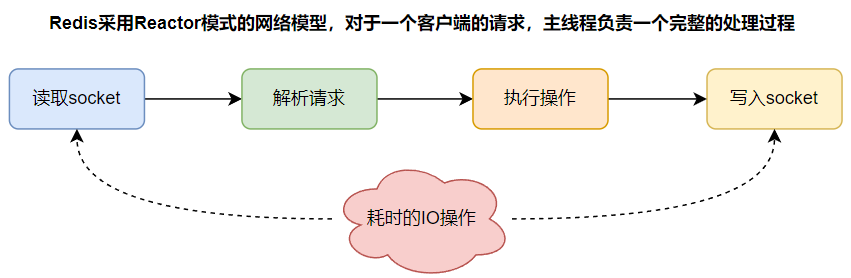 Redis采用Reactor模式的网络模型，对于一个客户端的请求，主线程负责一个完整的处理过程
读取socket
解析请求
执行操作
写入socket
耗时的IO操作